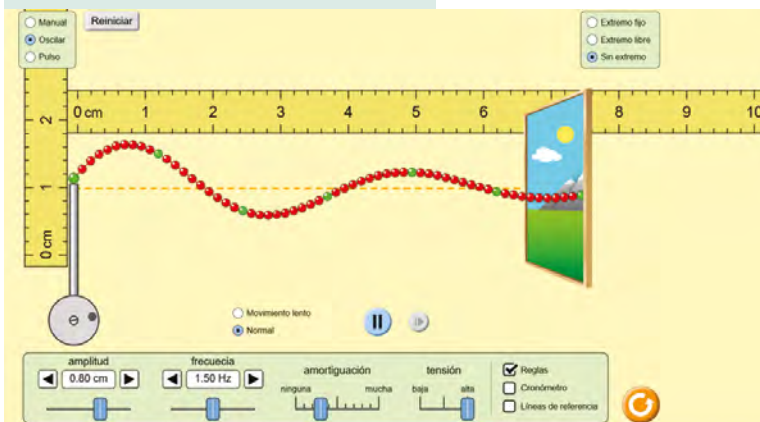 Manual
Oscilar
Pulso
Reiniciar
Extremo fijo
Extremo libre
Sin extremo
0 cm 1 2 3 4 5 6 7 8 9 10
2
1
0 cm
Movimiento lento
Normal
amplitud
0.80 cm
frecuecia
1.50 Hz
amortiguación
ninguna mucha
tensión
baja alta
Reglas
Cronómetro
Líneas de referencia